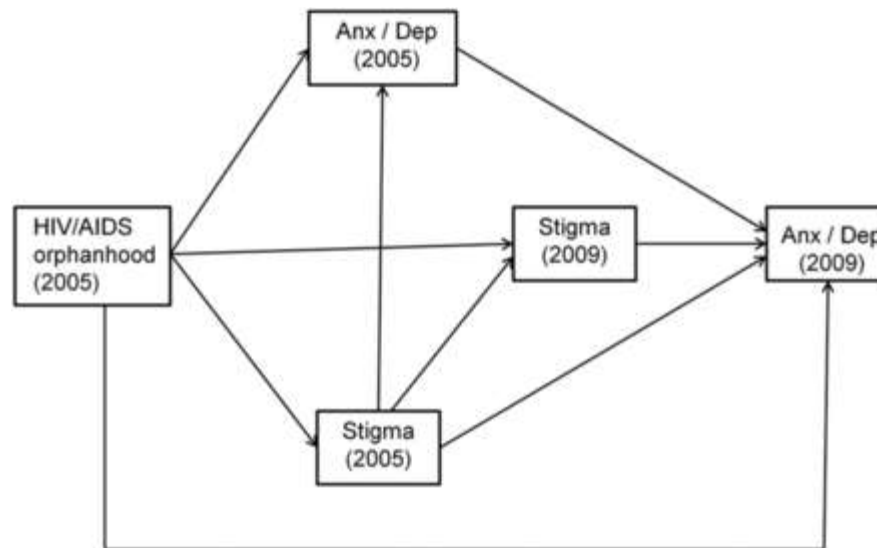 Anx / Dep
(2005)
HIV/AIDS
orphanhood
(2005)
Stigma
(2009)
Anx / Dep
(2009)
Stigma
(2005)